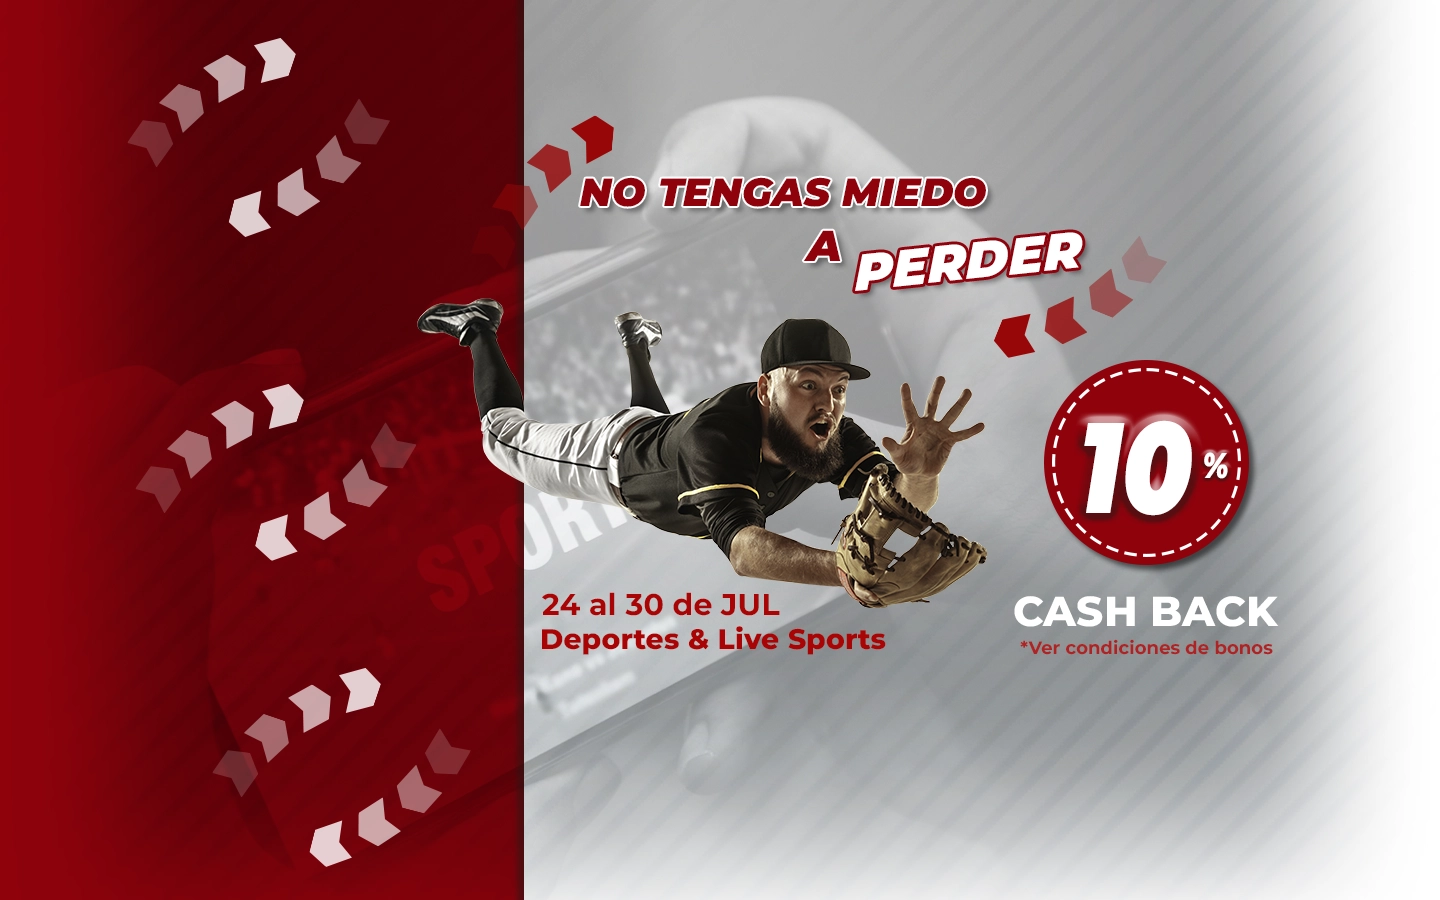 NO TENGAS MIEDO
A PERDER
10%
CASH BACK
*Ver condiciones de bonos
SPORT
24 al 30 de JUL
Deportes & Live Sports